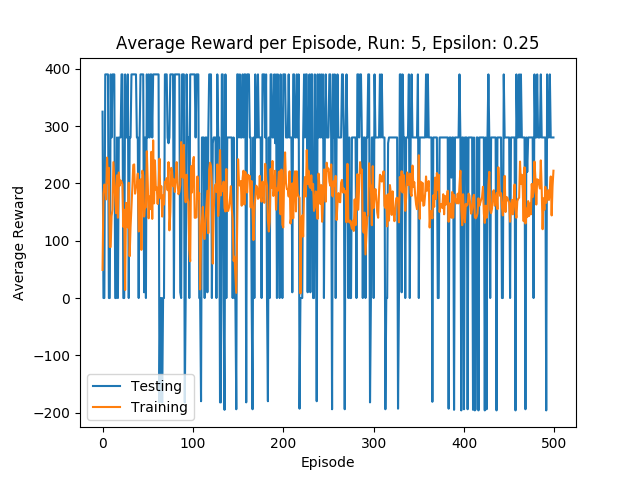 Average Reward per Episode, Run: 5, Epsilon: 0.25
400
300
200
100
0
−100
−200
Average Reward
Testing
Training
0
100
200
300
400
500
Episode